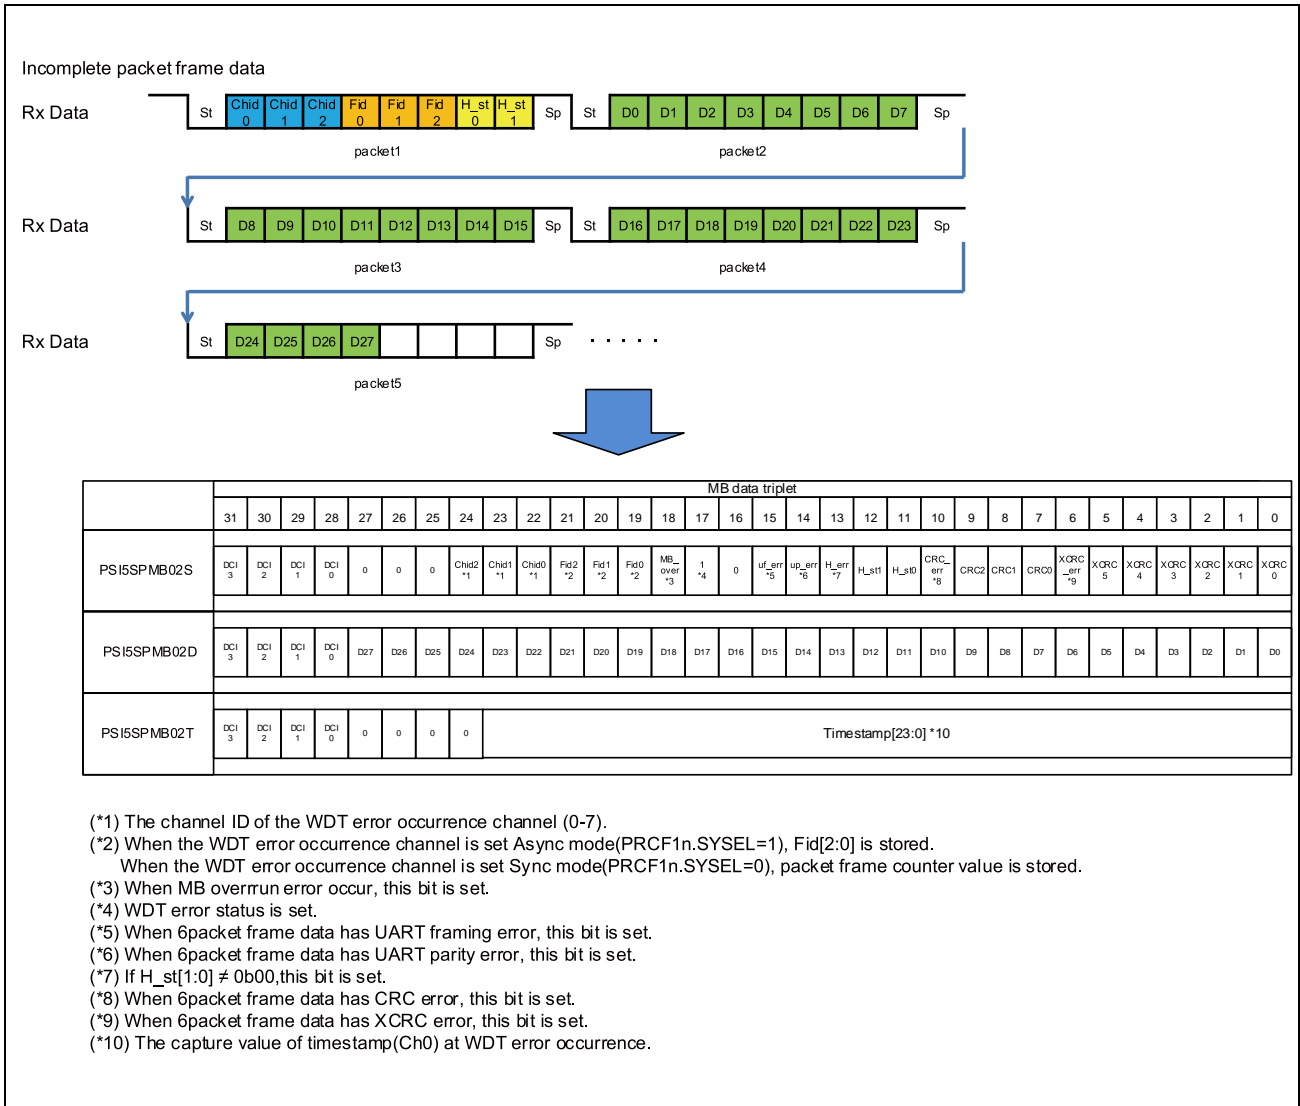 Incomplete packet frame data
Rx Data St Chid 0 Chid 1 Chid 2 Fid 0 Fid 1 Fid 2 H_st 0 H_st 1 Sp St D0 D1 D2 D3 D4 D5 D6 D7 Sp
packet1 packet2
Rx Data St D8 D9 D10 D11 D12 D13 D14 D15 Sp St D16 D17 D18 D19 D20 D21 D22 D23 Sp
packet3 packet4
Rx Data St D24 D25 D26 D27 Sp · · · · ·
packet5
MB data triplet
31 30 29 28 27 26 25 24 23 22 21 20 19 18 17 16 15 14 13 12 11 10 9 8 7 6 5 4 3 2 1 0
PSI5SPMB02S DCI 3 DCI 2 DCI 1 DCI 0 0 0 0 Chid2 *1 Chid1 *1 Chid0 *1 Fid2 *2 Fid1 *2 Fid0 *2 MB_ over *3 1 *4 0 uf_err *5 up_err *6 H_err *7 H_st1 H_st0 CRC_ err *8 CRC2 CRC1 CRC0 XCRC _err *9 XCRC 5 XCRC 4 XCRC 3 XCRC 2 XCRC 1 XCRC 0
PSI5SPMB02D DCI 3 DCI 2 DCI 1 DCI 0 D27 D26 D25 D24 D23 D22 D21 D20 D19 D18 D17 D16 D15 D14 D13 D12 D11 D10 D9 D8 D7 D6 D5 D4 D3 D2 D1 D0
PSI5SPMB02T DCI 3 DCI 2 DCI 1 DCI 0 0 0 0 0 Timestamp[23:0] *10
(*1) The channel ID of the WDT error occurrence channel (0-7).
(*2) When the WDT error occurrence channel is set Async mode(PRCF1n.SYSEL=1), Fid[2:0] is stored.
When the WDT error occurrence channel is set Sync mode(PRCF1n.SYSEL=0), packet frame counter value is stored.
(*3) When MB overrrun error occur, this bit is set.
(*4) WDT error status is set.
(*5) When 6packet frame data has UART framing error, this bit is set.
(*6) When 6packet frame data has UART parity error, this bit is set.
(*7) If H_st[1:0] ≠ 0b00,this bit is set.
(*8) When 6packet frame data has CRC error, this bit is set.
(*9) When 6packet frame data has XCRC error, this bit is set.
(*10) The capture value of timestamp(Ch0) at WDT error occurrence.